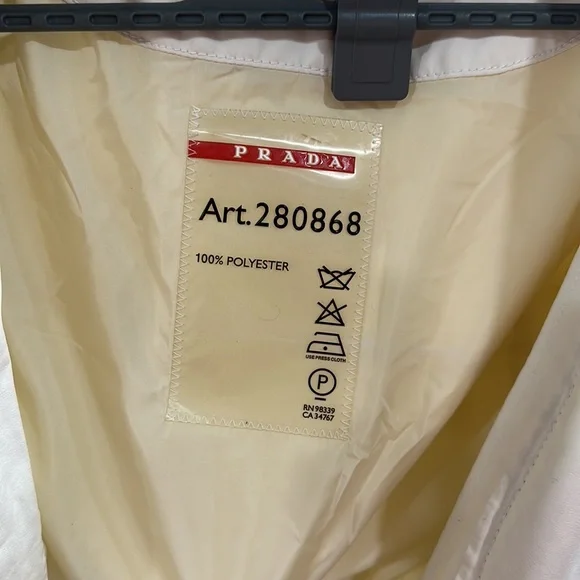 PRADA
Art.280868
100% POLYESTER
USE PRESS CLOTH
P
RN 98339
CA 34767